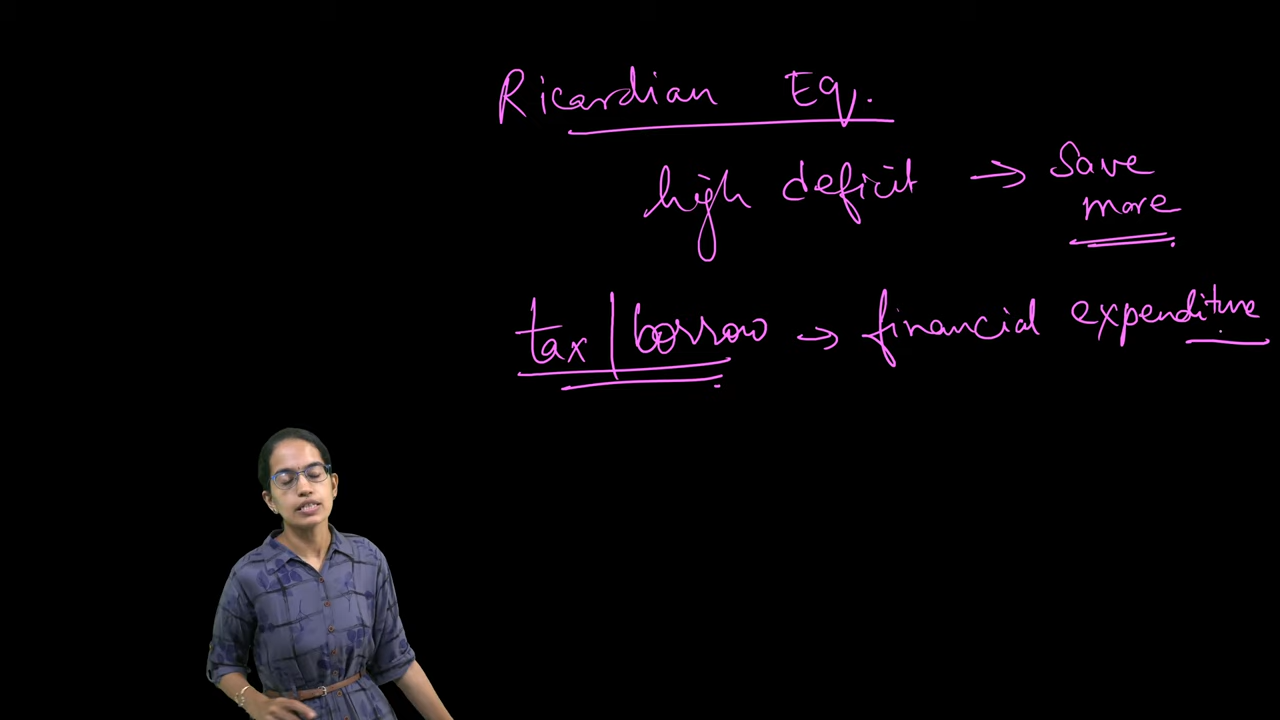 Ricardian Eq.
high deficit → Save
more
tax | borrow → financial expenditure